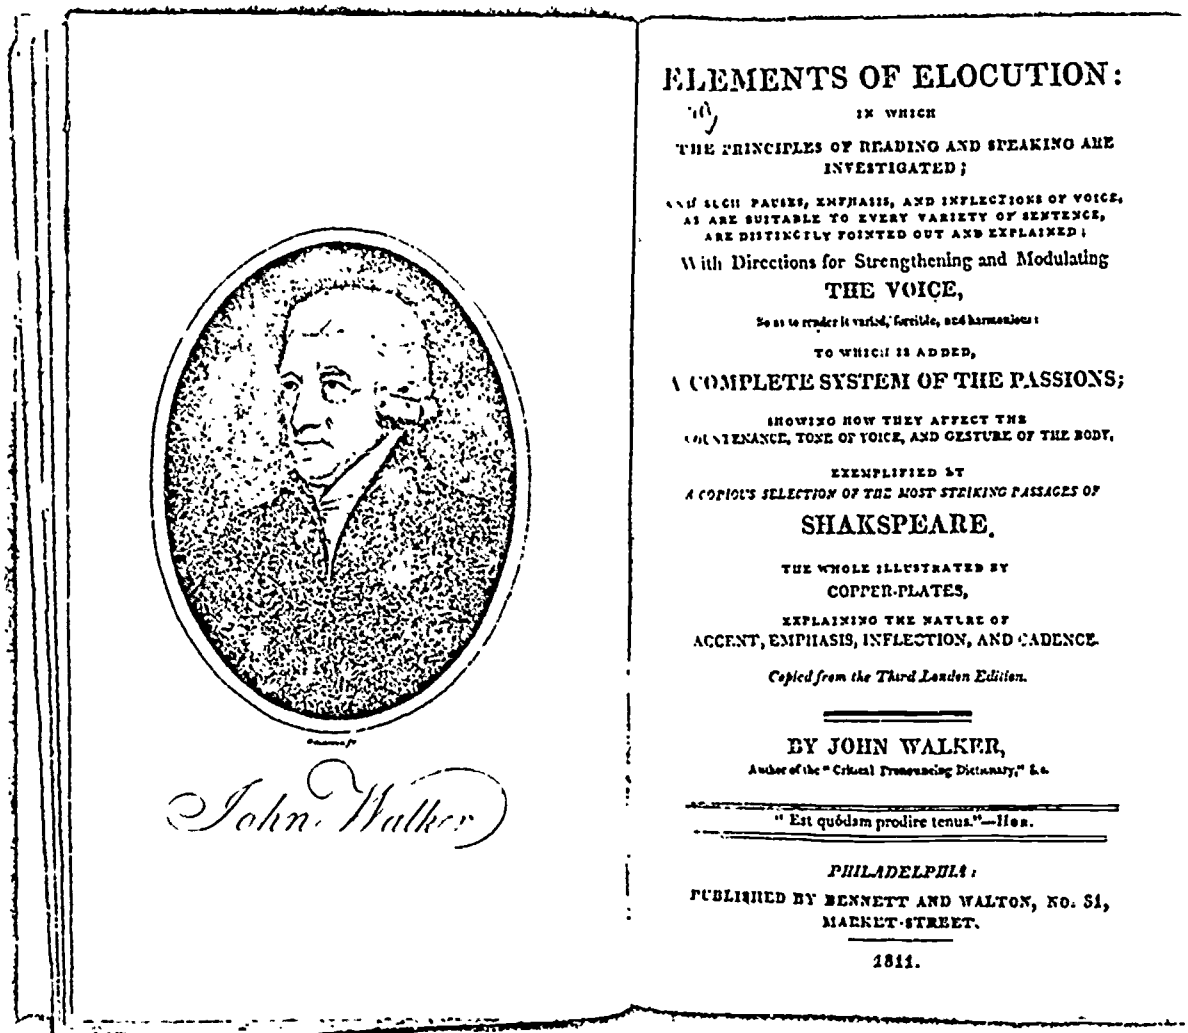 John Walker
ELEMENTS OF ELOCUTION:
IN WHICH
THE PRINCIPLES OF READING AND SPEAKING ARE
INVESTIGATED;
AND SUCH PAUSES, EMPHASIS, AND INFLECTIONS OF VOICE,
AS ARE SUITABLE TO EVERY VARIETY OF SENTENCE,
ARE DISTINCTLY POINTED OUT AND EXPLAINED;
With Directions for Strengthening and Modulating
THE VOICE,
So as to render it varied, forcible, and harmonious:
TO WHICH IS ADDED,
A COMPLETE SYSTEM OF THE PASSIONS;
SHOWING HOW THEY AFFECT THE
COUNTENANCE, TONE OF VOICE, AND GESTURE OF THE BODY,
EXEMPLIFIED BY
A COPIOUS SELECTION OF THE MOST STRIKING PASSAGES OF
SHAKSPEARE.
THE WHOLE ILLUSTRATED BY
COPPER-PLATES,
EXPLAINING THE NATURE OF
ACCENT, EMPHASIS, INFLECTION, AND CADENCE.
Copied from the Third London Edition.
BY JOHN WALKER,
Author of the "Critical Pronouncing Dictionary," &c.
"Est quódam prodire tenus."—HOR.
PHILADELPHIA:
PUBLISHED BY BENNETT AND WALTON, NO. 31,
MARKET-STREET.
1811.